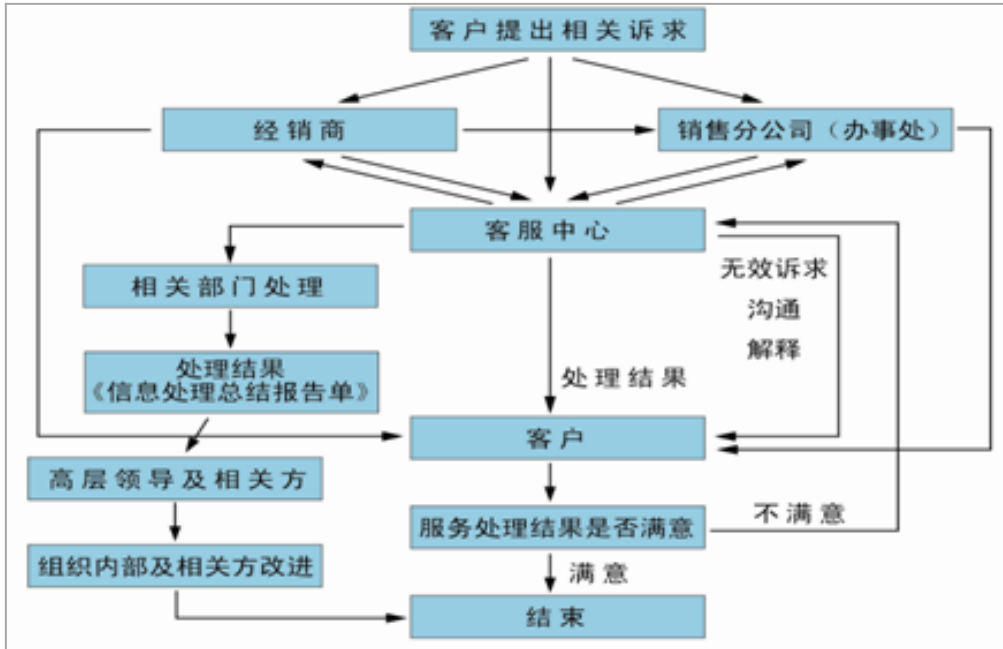 客户提出相关诉求
经销商
销售分公司（办事处）
客服中心
相关部门处理
无效诉求
沟通
解释
处理结果
《信息处理总结报告单》
处理结果
客户
高层领导及相关方
服务处理结果是否满意
不满意
组织内部及相关方改进
满意
结束